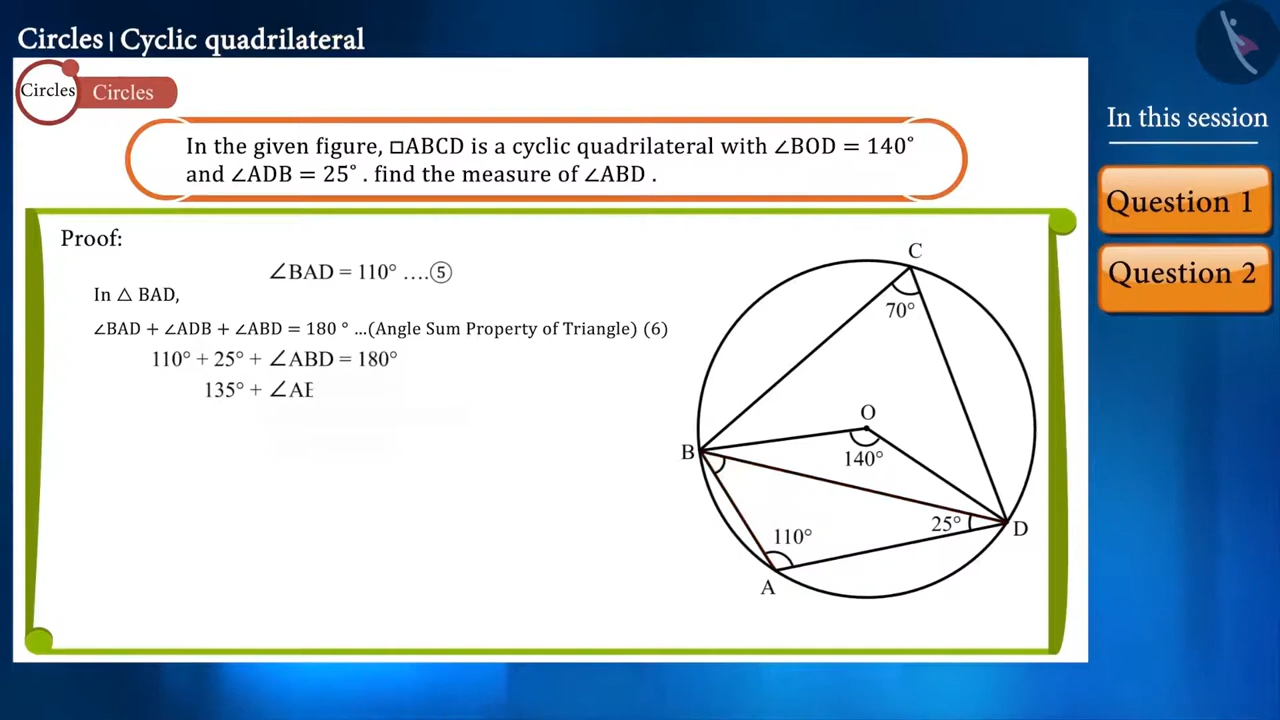 Circles | Cyclic quadrilateral
Circles
Circles
In the given figure, □ABCD is a cyclic quadrilateral with ∠BOD = 140°
and ∠ADB = 25° . find the measure of ∠ABD .
Proof:
∠BAD = 110° ....⑤
In △ BAD,
∠BAD + ∠ADB + ∠ABD = 180 ° ...(Angle Sum Property of Triangle) (6)
110° + 25° + ∠ABD = 180°
135° + ∠A
C
70°
O
140°
B
25°
D
110°
A
In this session
Question 1
Question 2